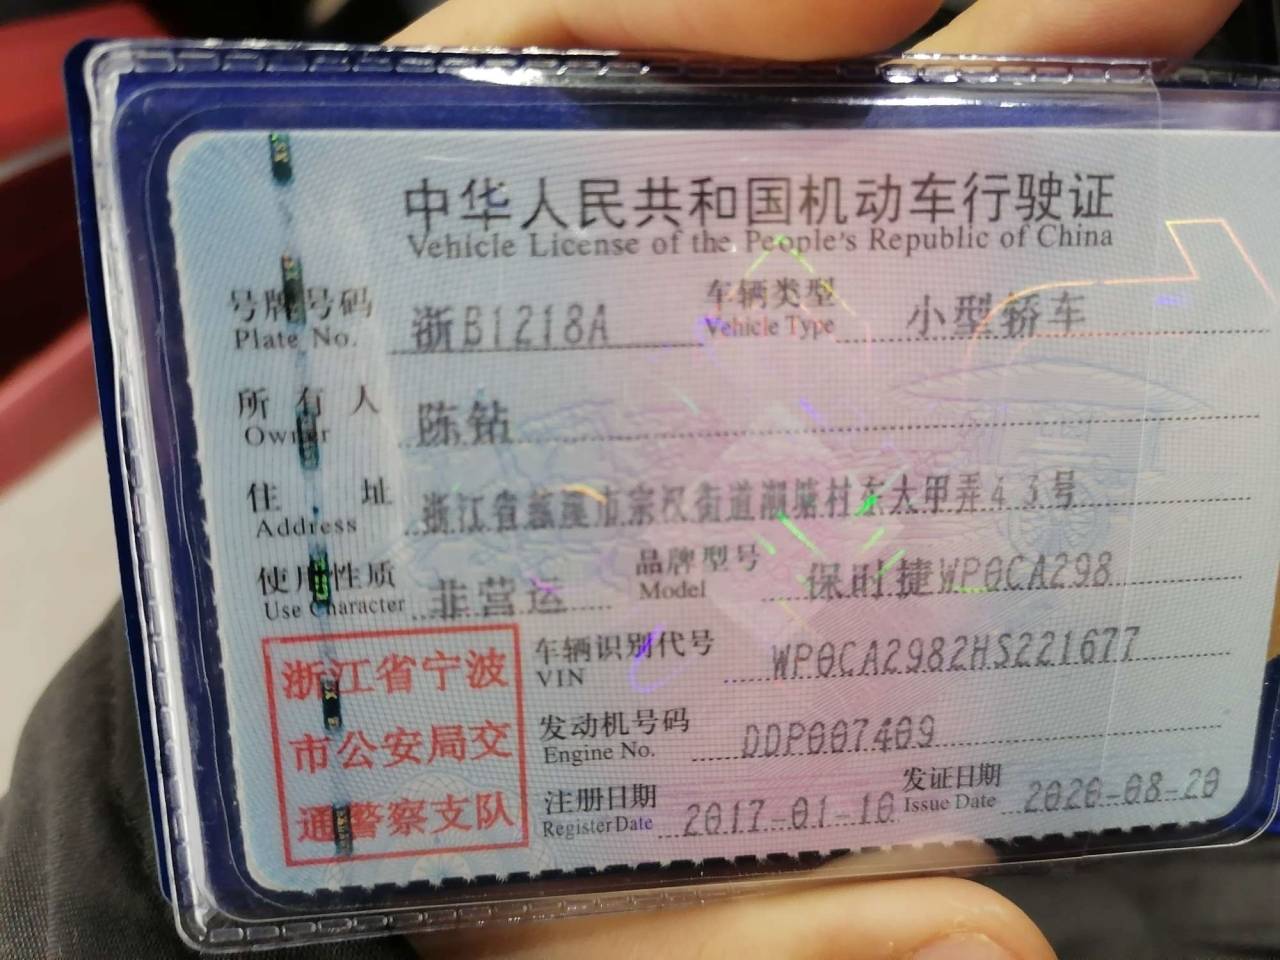 中华人民共和国机动车行驶证
Vehicle License of the People's Republic of China
号牌号码 浙B1218A 车辆类型 小型轿车
Plate No. Vehicle Type
所有人 陈钻
Owner
住址 浙江省慈溪市宗汉街道潮塘村东大甲弄43号
Address
使用性质 非营运 品牌型号 保时捷WP0CA298
Use Character Model
车辆识别代号 WP0CA2982HS221677
VIN
发动机号码 DDP007409
Engine No.
注册日期 2017-01-10 发证日期 2020-08-20
Register Date Issue Date
浙江省宁波
市公安局交
通警察支队